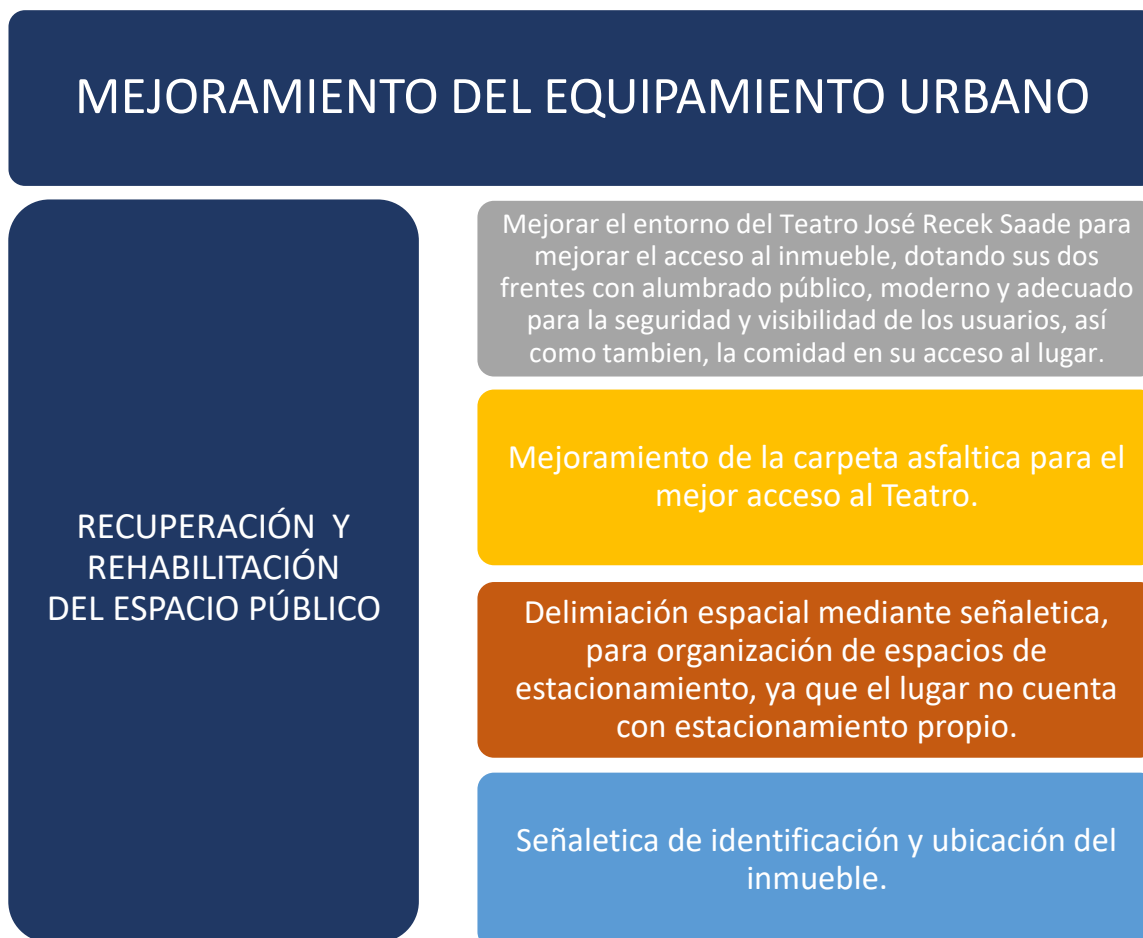 MEJORAMIENTO DEL EQUIPAMIENTO URBANO
RECUPERACIÓN Y
REHABILITACIÓN
DEL ESPACIO PÚBLICO
Mejorar el entorno del Teatro José Recek Saade para
mejorar el acceso al inmueble, dotando sus dos
frentes con alumbrado público, moderno y adecuado
para la seguridad y visibilidad de los usuarios, así
como tambien, la comidad en su acceso al lugar.
Mejoramiento de la carpeta asfaltica para el
mejor acceso al Teatro.
Delimiación espacial mediante señaletica,
para organización de espacios de
estacionamiento, ya que el lugar no cuenta
con estacionamiento propio.
Señaletica de identificación y ubicación del
inmueble.